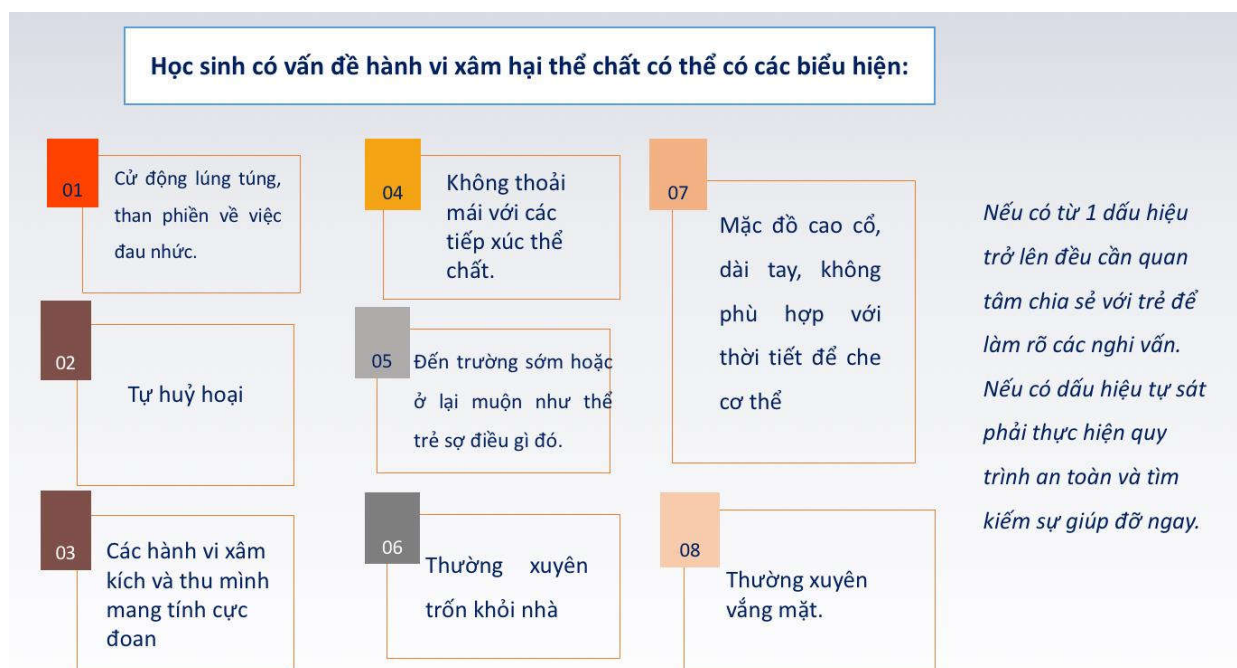 Học sinh có vấn đề hành vi xâm hại thể chất có thể có các biểu hiện:
01
Cử động lúng túng,
than phiền về việc
đau nhức.
02
Tự huỷ hoại
03
Các hành vi xâm
kích và thu mình
mang tính cực
đoan
04
Không thoải
mái với các
tiếp xúc thể
chất.
05
Đến trường sớm hoặc
ở lại muộn như thể
trẻ sợ điều gì đó.
06
Thường xuyên
trốn khỏi nhà
07
Mặc đồ cao cổ,
dài tay, không
phù hợp với
thời tiết để che
cơ thể
08
Thường xuyên
vắng mặt.
Nếu có từ 1 dấu hiệu
trở lên đều cần quan
tâm chia sẻ với trẻ để
làm rõ các nghi vấn.
Nếu có dấu hiệu tự sát
phải thực hiện quy
trình an toàn và tìm
kiếm sự giúp đỡ ngay.